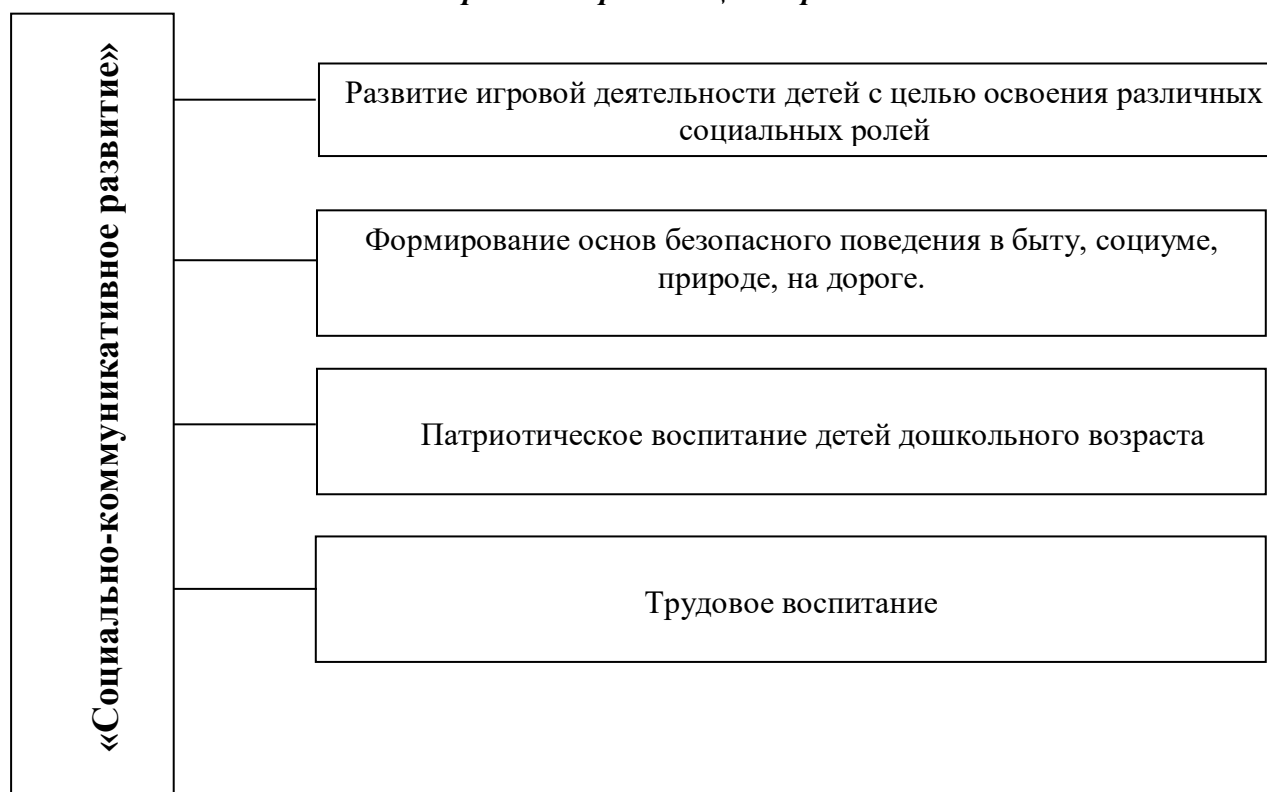 «Социально-коммуникативное развитие»
Развитие игровой деятельности детей с целью освоения различных
социальных ролей
Формирование основ безопасного поведения в быту, социуме,
природе, на дороге.
Патриотическое воспитание детей дошкольного возраста
Трудовое воспитание